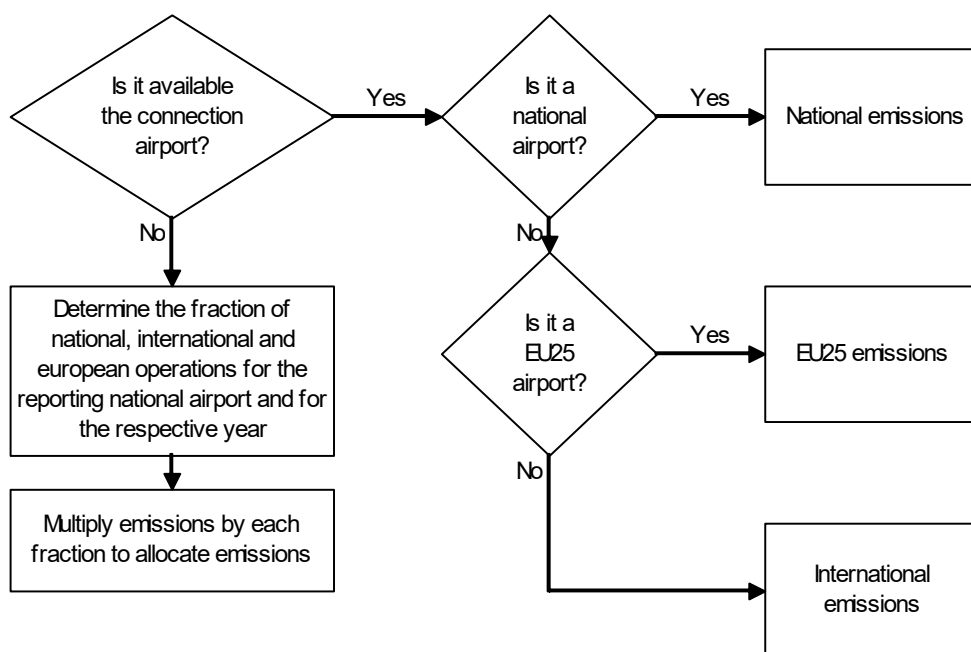 Is it available
the connection
airport?
Yes
Is it a
national
airport?
Yes
National emissions
No
No
Determine the fraction of
national, international and
european operations for the
reporting national airport and for
the respective year
Is it a
EU25
airport?
Yes
EU25 emissions
No
Multiply emissions by each
fraction to allocate emissions
International
emissions